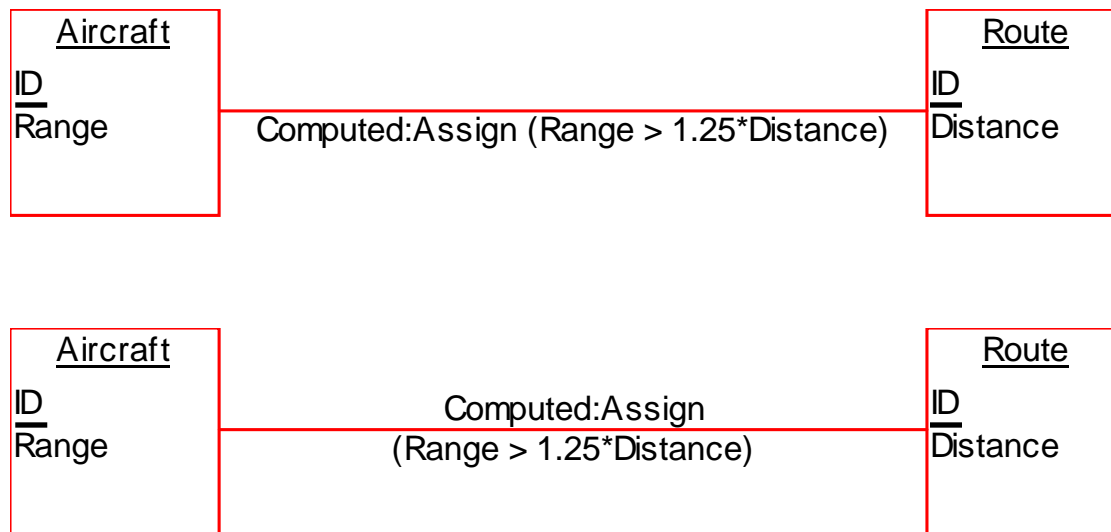 Aircraft
ID
Range
Computed:Assign (Range > 1.25*Distance)
Route
ID
Distance
Aircraft
ID
Range
Computed:Assign
(Range > 1.25*Distance)
Route
ID
Distance